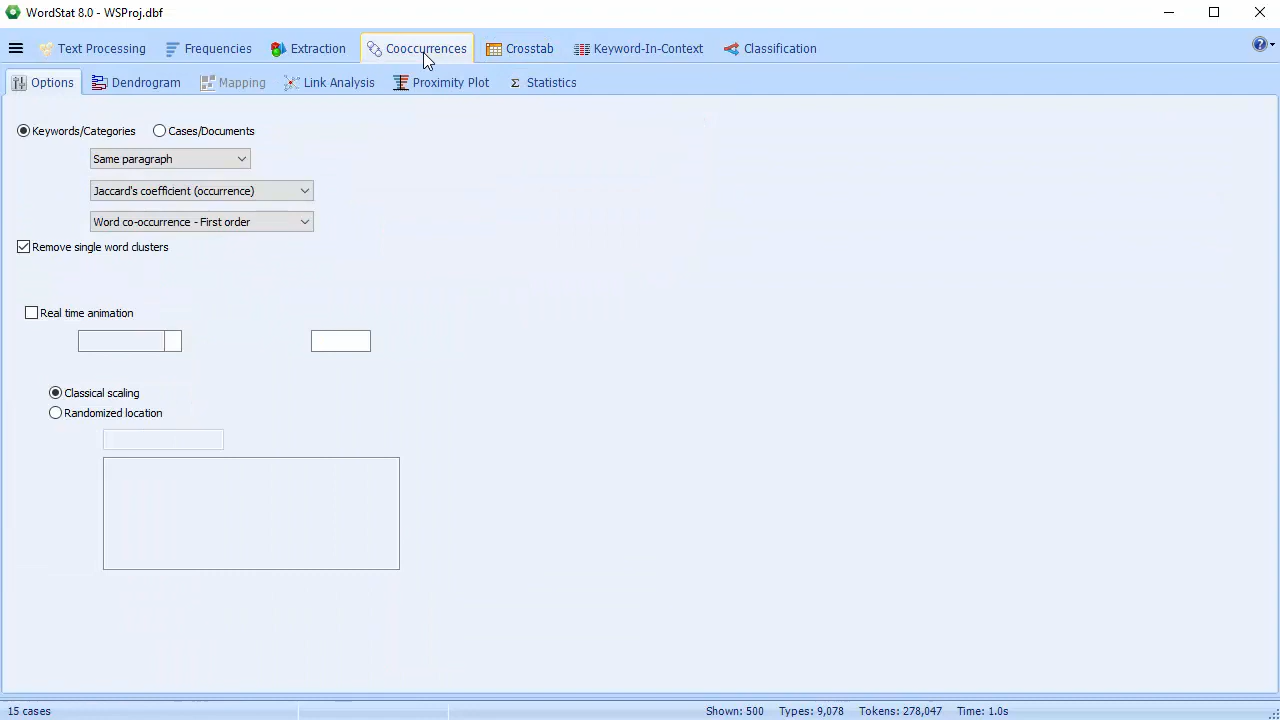 WordStat 8.0 - WSProj.dbf
Text Processing Frequencies Extraction Cooccurrences Crosstab Keyword-In-Context Classification ?
Options Dendrogram Mapping Link Analysis Proximity Plot Σ Statistics
Keywords/Categories Cases/Documents
Same paragraph
Jaccard's coefficient (occurrence)
Word co-occurrence - First order
Remove single word clusters
Real time animation
Classical scaling
Randomized location
15 cases Shown: 500 Types: 9,078 Tokens: 278,047 Time: 1.0s